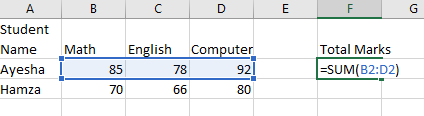 A B C D E F G
Student
Name Math English Computer Total Marks
Ayesha 85 78 92 =SUM(B2:D2)
Hamza 70 66 80